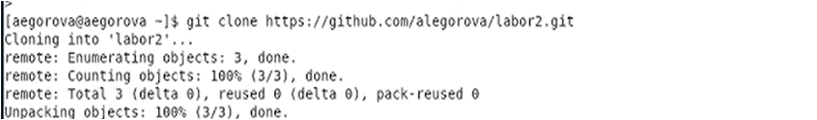 >
[aegorova@aegorova ~]$ git clone https://github.com/alegorova/labor2.git
Cloning into 'labor2'...
remote: Enumerating objects: 3, done.
remote: Counting objects: 100% (3/3), done.
remote: Total 3 (delta 0), reused 0 (delta 0), pack-reused 0
Unpacking objects: 100% (3/3), done.